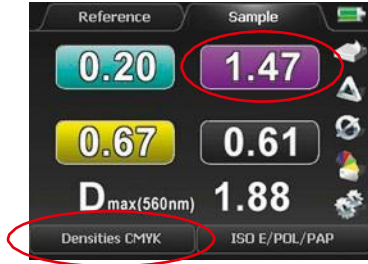 Reference Sample
0.20 1.47
0.67 0.61
Dmax(560nm) 1.88
Densities CMYK ISO E/POL/PAP